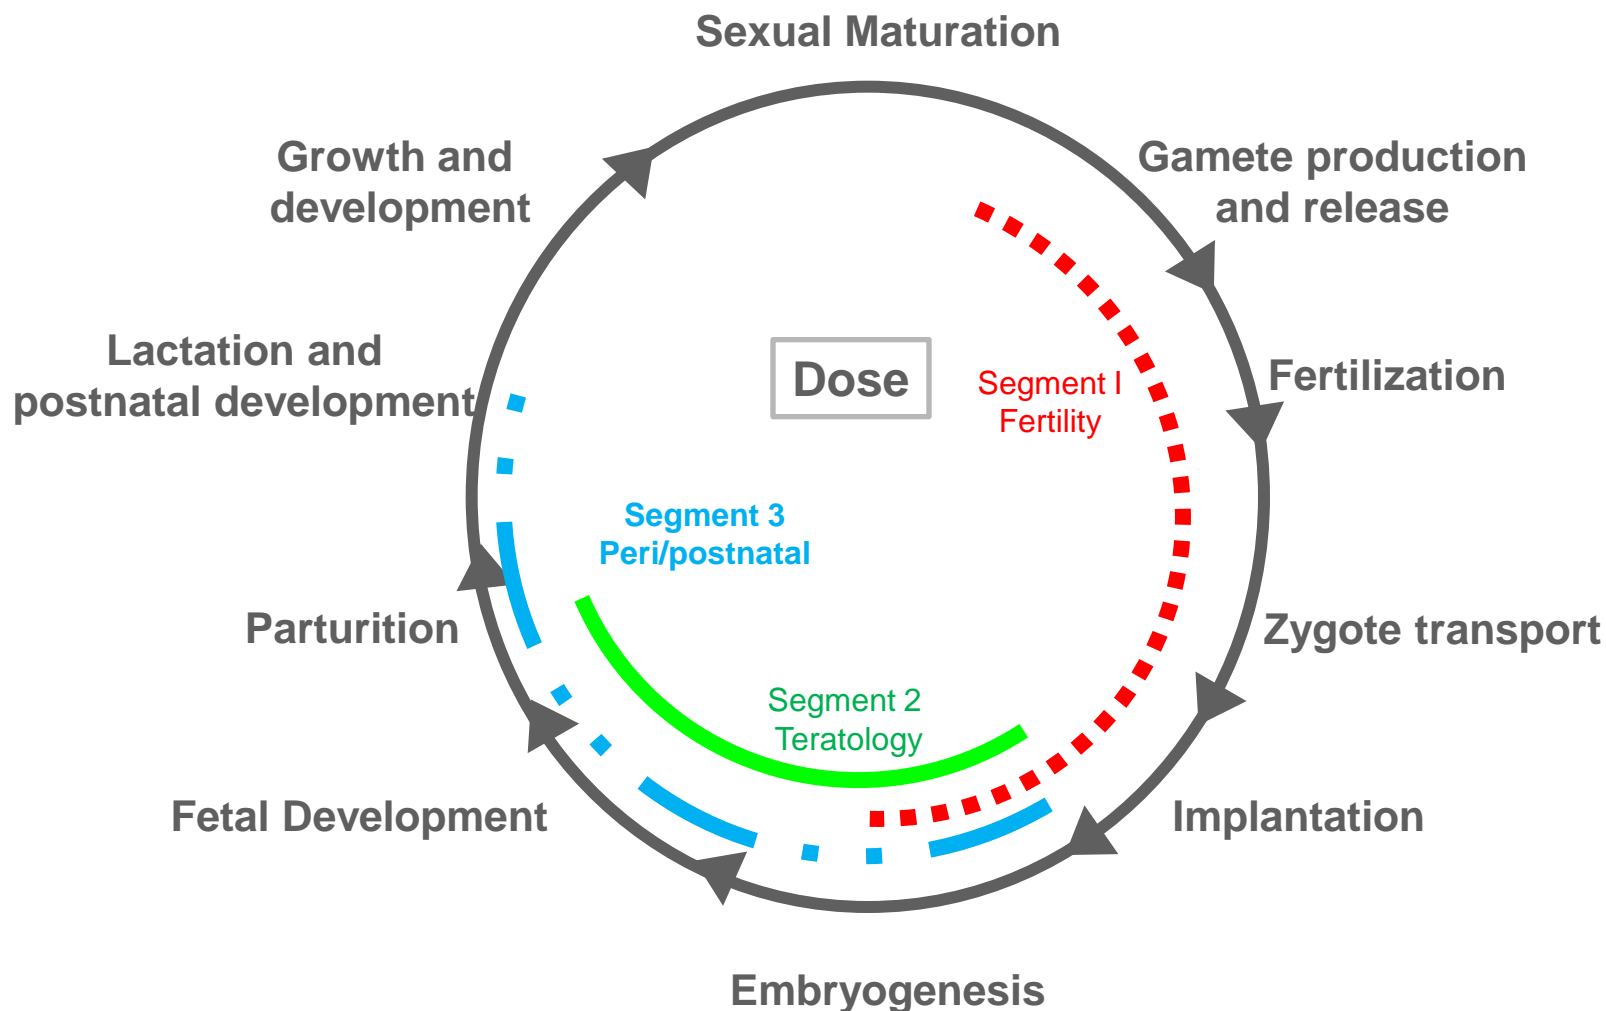 Sexual Maturation
Growth and
development
Gamete production
and release
Lactation and
postnatal development
Dose
Segment I
Fertility
Fertilization
Segment 3
Peri/postnatal
Parturition
Zygote transport
Segment 2
Teratology
Fetal Development
Implantation
Embryogenesis